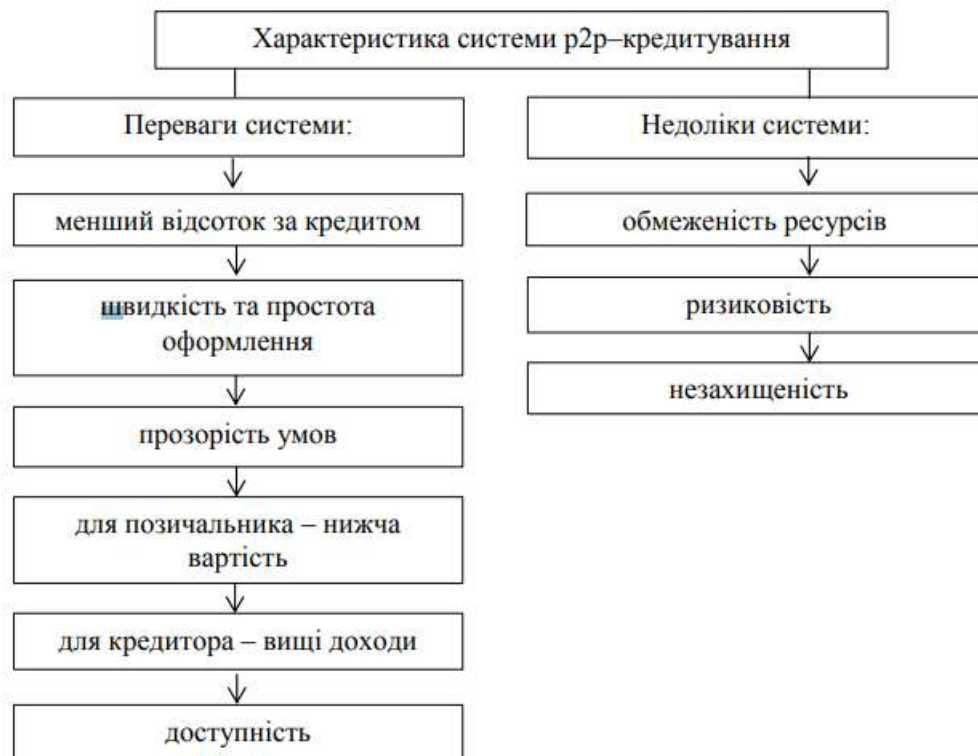 Характеристика системи p2p–кредитування
Переваги системи:
менший відсоток за кредитом
швидкість та простота
оформлення
прозорість умов
для позичальника – нижча
вартість
для кредитора – вищі доходи
доступність
Недоліки системи:
обмеженість ресурсів
ризиковість
незахищеність